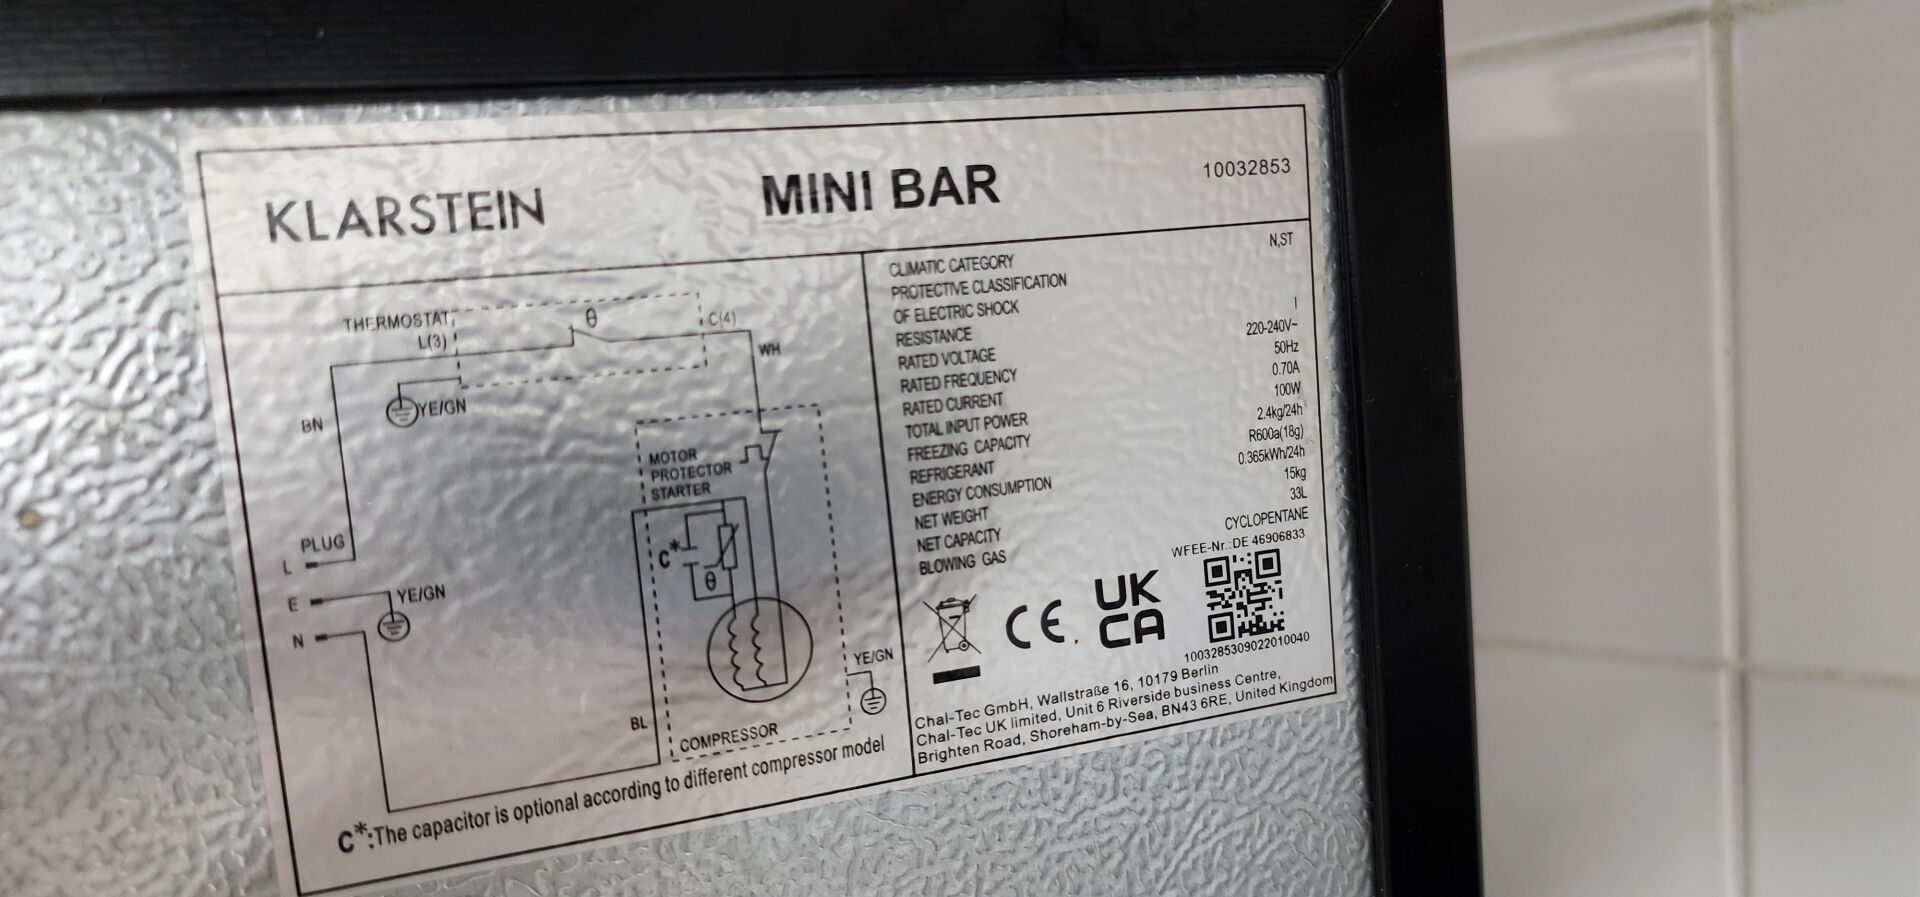 KLARSTEIN
MINI BAR
10032853
THERMOSTAT
L(3)
θ
C(4)
WH
YE/GN
BN
MOTOR
PROTECTOR
STARTER
C*
θ
PLUG
L
E
YE/GN
N
YE/GN
BL
COMPRESSOR
C*:The capacitor is optional according to different compressor model
CLIMATIC CATEGORY
N,ST
PROTECTIVE CLASSIFICATION
OF ELECTRIC SHOCK
RESISTANCE
I
RATED VOLTAGE
220-240V~
RATED FREQUENCY
50Hz
RATED CURRENT
0.70A
TOTAL INPUT POWER
100W
FREEZING CAPACITY
2.4kg/24h
REFRIGERANT
R600a(18g)
ENERGY CONSUMPTION
0.365kWh/24h
NET WEIGHT
15kg
NET CAPACITY
33L
BLOWING GAS
CYCLOPENTANE
WFEE-Nr.:DE 46906833
CE
UK
CA
1003285309022010040
Chal-Tec GmbH, Wallstraße 16, 10179 Berlin
Chal-Tec UK limited, Unit 6 Riverside business Centre,
Brighten Road, Shoreham-by-Sea, BN43 6RE, United Kingdom